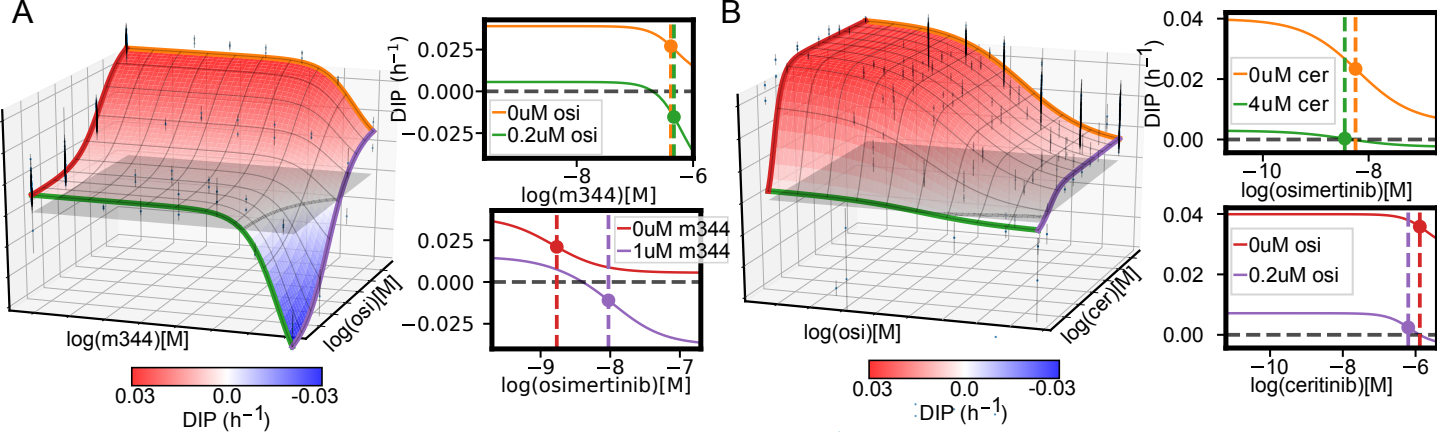 A
log(m344)[M]
log(osi)[M]
0.03 0.0 -0.03
DIP (h⁻¹)
DIP (h⁻¹)
0.025
0.000
−0.025
0uM osi
0.2uM osi
-8 -6
log(m344)[M]
0.025
0.000
−0.025
0uM m344
1uM m344
−9 −8 −7
log(osimertinib)[M]
B
log(osi)[M]
log(cer)[M]
0.03 0.0 -0.03
DIP (h⁻¹)
DIP (h⁻¹)
0.04
0.02
0.00
0uM cer
4uM cer
−10 −8
log(osimertinib)[M]
0.04
0.02
0.00
0uM osi
0.2uM osi
−10 −8 −6
log(ceritinib)[M]